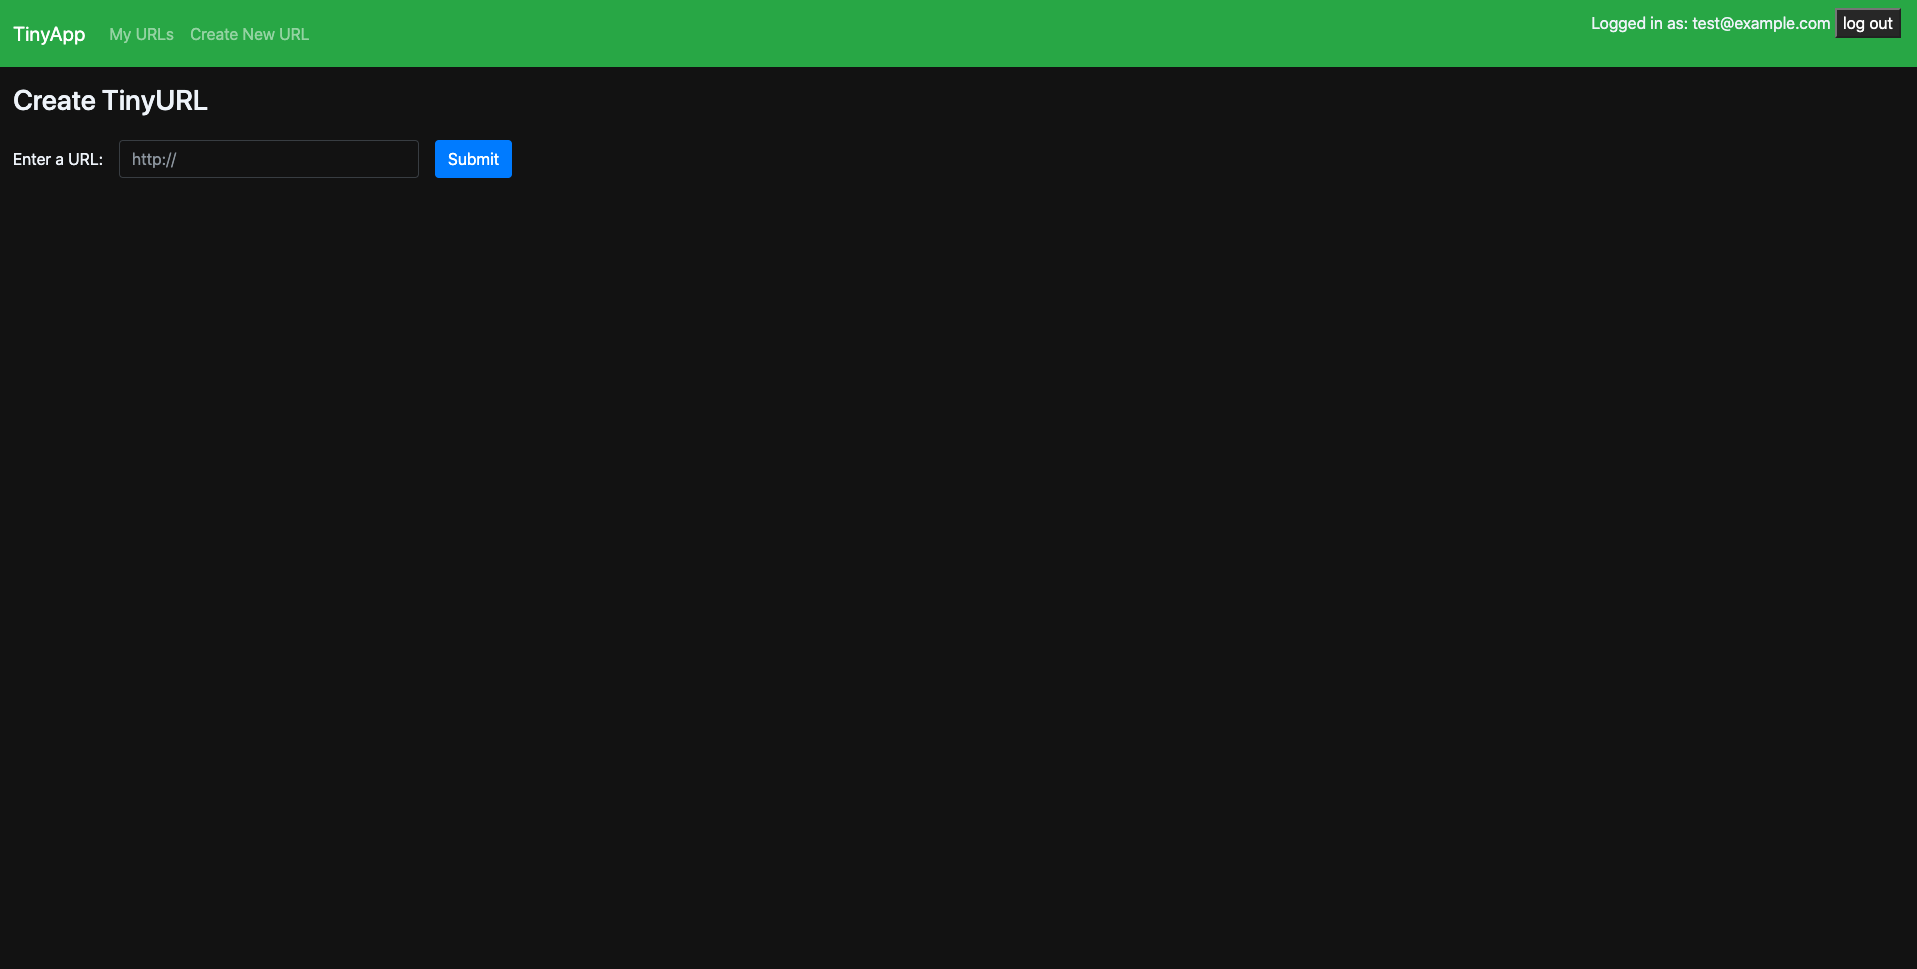 TinyApp My URLs Create New URL Logged in as: test@example.com log out
Create TinyURL
Enter a URL: http:// Submit